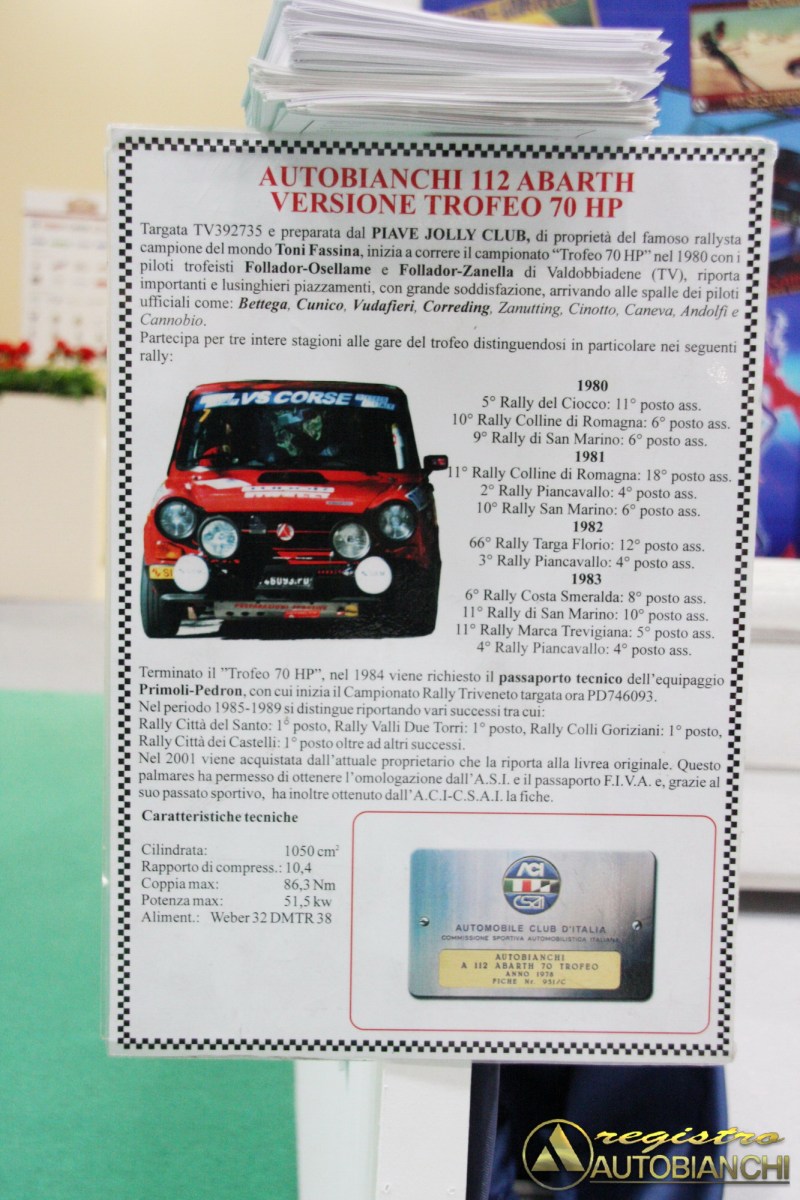 AUTOBIANCHI 112 ABARTH
VERSIONE TROFEO 70 HP
Targata TV392735 e preparata dal PIAVE JOLLY CLUB, di proprietà del famoso rallysta
campione del mondo Toni Fassina, inizia a correre il campionato “Trofeo 70 HP” nel 1980 con i
piloti trofeisti Follador-Osellame e Follador-Zanella di Valdobbiadene (TV), riporta
importanti e lusinghieri piazzamenti, con grande soddisfazione, arrivando alle spalle dei piloti
ufficiali come: Bettega, Cunico, Vudafieri, Correding, Zanutting, Cinotto, Caneva, Andolfi e
Cannobio.
Partecipa per tre intere stagioni alle gare del trofeo distinguendosi in particolare nei seguenti
rally:
1980
5° Rally del Ciocco: 11° posto ass.
10° Rally Colline di Romagna: 6° posto ass.
9° Rally di San Marino: 6° posto ass.
1981
11° Rally Colline di Romagna: 18° posto ass.
2° Rally Piancavallo: 4° posto ass.
10° Rally San Marino: 6° posto ass.
1982
66° Rally Targa Florio: 12° posto ass.
3° Rally Piancavallo: 4° posto ass.
1983
6° Rally Costa Smeralda: 8° posto ass.
11° Rally di San Marino: 10° posto ass.
11° Rally Marca Trevigiana: 5° posto ass.
4° Rally Piancavallo: 4° posto ass.
VS CORSE
Terminato il ”Trofeo 70 HP”, nel 1984 viene richiesto il passaporto tecnico dell’equipaggio
Primoli-Pedron, con cui inizia il Campionato Rally Triveneto targata ora PD746093.
Nel periodo 1985-1989 si distingue riportando vari successi tra cui:
Rally Città del Santo: 1° posto, Rally Valli Due Torri: 1° posto, Rally Colli Goriziani: 1° posto,
Rally Città dei Castelli: 1° posto oltre ad altri successi.
Nel 2001 viene acquistata dall’attuale proprietario che la riporta alla livrea originale. Questo
palmares ha permesso di ottenere l’omologazione dall’A.S.I. e il passaporto F.I.V.A. e, grazie al
suo passato sportivo, ha inoltre ottenuto dall’A.C.I-C.S.A.I. la fiche.
Caratteristiche tecniche
Cilindrata: 1050 cm²
Rapporto di compress.: 10,4
Coppia max: 86,3 Nm
Potenza max: 51,5 kw
Aliment.: Weber 32 DMTR 38
ACI
CSAI
AUTOMOBILE CLUB D'ITALIA
COMMISSIONE SPORTIVA AUTOMOBILISTICA ITALIANA
AUTOBIANCHI
A 112 ABARTH 70 TROFEO
ANNO 1978
FICHE Nr. 951/C
registro
AUTOBIANCHI